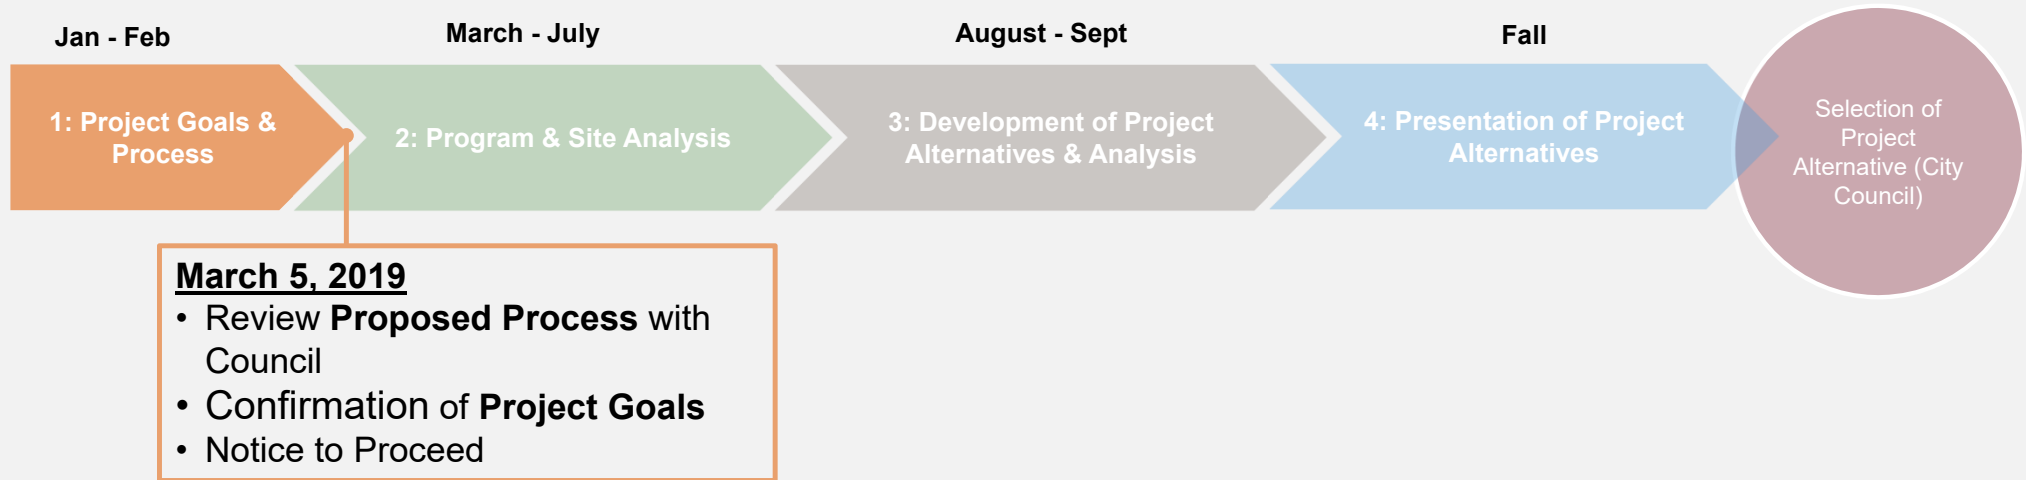 Jan - Feb
March - July
August - Sept
Fall
1: Project Goals &
Process
2: Program & Site Analysis
3: Development of Project
Alternatives & Analysis
4: Presentation of Project
Alternatives
Selection of
Project
Alternative (City
Council)
March 5, 2019
• Review Proposed Process with
Council
• Confirmation of Project Goals
• Notice to Proceed